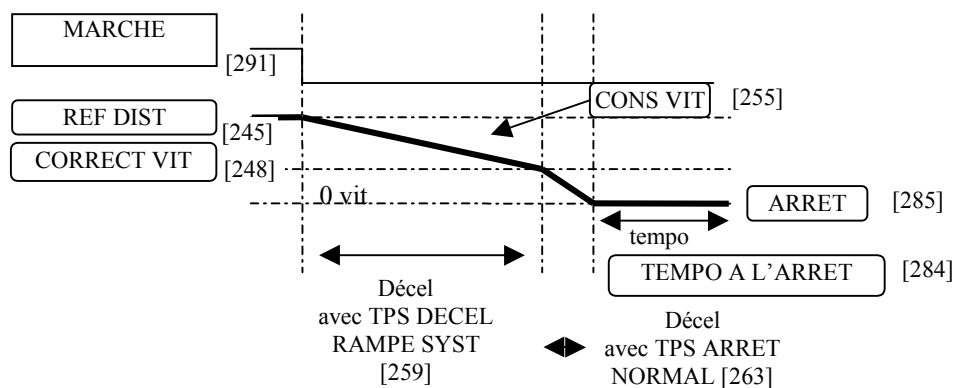 MARCHE
[291]
CONS VIT [255]
REF DIST
[245]
CORRECT VIT [248]
0 vit
ARRET [285]
tempo
TEMPO A L'ARRET [284]
Décel
avec TPS DECEL
RAMPE SYST
[259]
Décel
avec TPS ARRET
NORMAL [263]